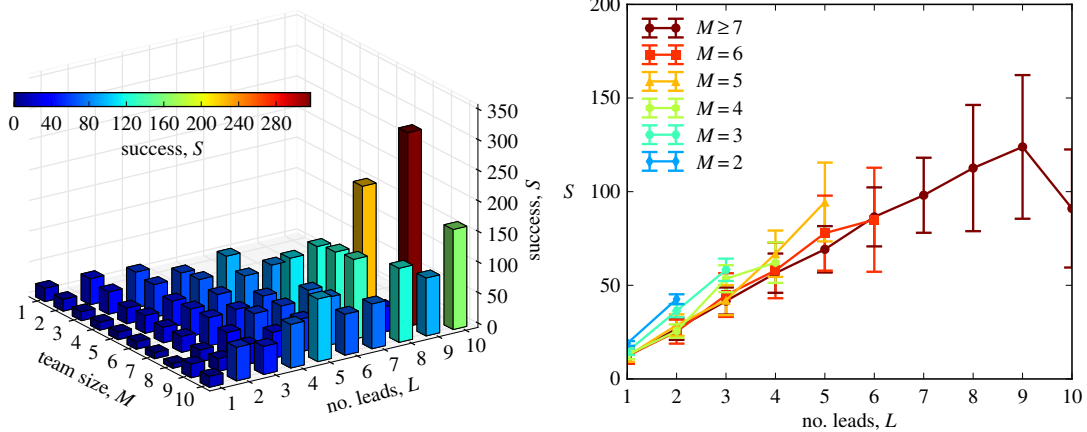 0 40 80 120 160 200 240 280
success, S
350
300
250
200
150
100
50
0
success, S
1 2 3 4 5 6 7 8 9 10
team size, M
1 2 3 4 5 6 7 8 9 10
no. leads, L
200
150
100
50
0
S
M ≥ 7
M = 6
M = 5
M = 4
M = 3
M = 2
1 2 3 4 5 6 7 8 9 10
no. leads, L